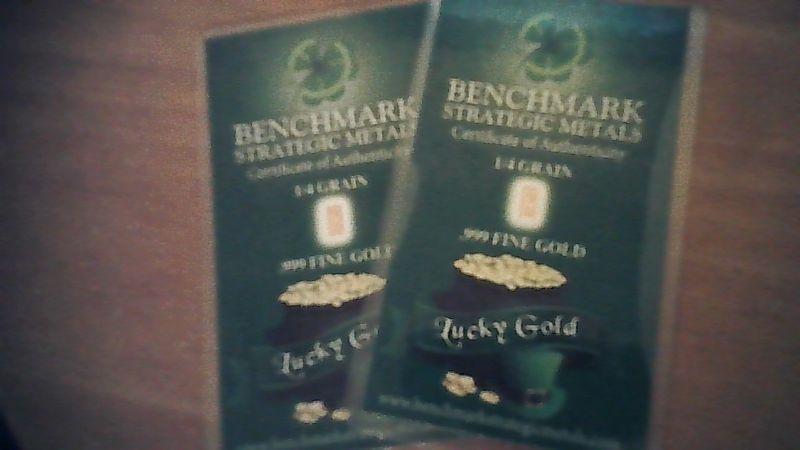 BENCHMARK
STRATEGIC METALS
Certificate of Authenticity
1/4 GRAIN
.999 FINE GOLD
Lucky
BENCHMARK
STRATEGIC METALS
Certificate of Authenticity
1/4 GRAIN
.999 FINE GOLD
Lucky Gold